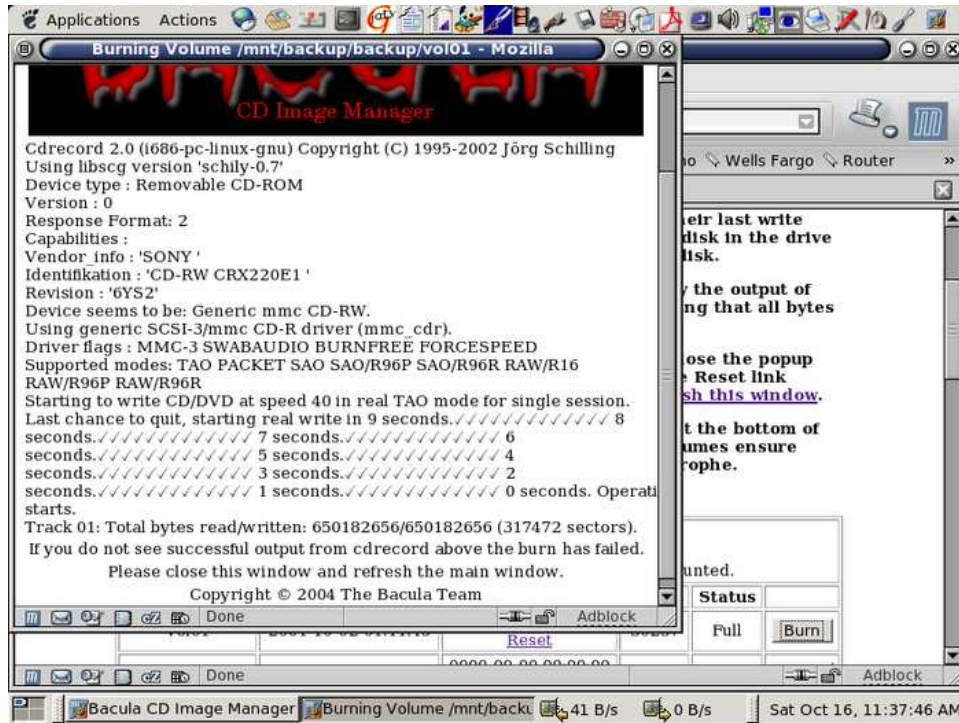 Applications Actions
Burning Volume /mnt/backup/backup/vol01 - Mozilla
CD Image Manager
Cdrecord 2.0 (i686-pc-linux-gnu) Copyright (C) 1995-2002 Jörg Schilling
Using libscg version 'schily-0.7'
Device type : Removable CD-ROM
Version : 0
Response Format: 2
Capabilities :
Vendor_info : 'SONY '
Identifikation : 'CD-RW CRX220E1 '
Revision : '6YS2'
Device seems to be: Generic mmc CD-RW.
Using generic SCSI-3/mmc CD-R driver (mmc_cdr).
Driver flags : MMC-3 SWABAUDIO BURNFREE FORCESPEED
Supported modes: TAO PACKET SAO SAO/R96P SAO/R96R RAW/R16
RAW/R96P RAW/R96R
Starting to write CD/DVD at speed 40 in real TAO mode for single session.
Last chance to quit, starting real write in 9 seconds.✓✓✓✓✓✓✓✓✓✓✓✓✓ 8
seconds.✓✓✓✓✓✓✓✓✓✓✓✓✓ 7 seconds.✓✓✓✓✓✓✓✓✓✓✓✓✓ 6
seconds.✓✓✓✓✓✓✓✓✓✓✓✓✓ 5 seconds.✓✓✓✓✓✓✓✓✓✓✓✓✓ 4
seconds.✓✓✓✓✓✓✓✓✓✓✓✓✓ 3 seconds.✓✓✓✓✓✓✓✓✓✓✓✓✓ 2
seconds.✓✓✓✓✓✓✓✓✓✓✓✓✓ 1 seconds.✓✓✓✓✓✓✓✓✓✓✓✓✓ 0 seconds. Operati
starts.
Track 01: Total bytes read/written: 650182656/650182656 (317472 sectors).
If you do not see successful output from cdrecord above the burn has failed.
Please close this window and refresh the main window.
Copyright © 2004 The Bacula Team
Done Adblock
Wells Fargo Router »
eir last write
disk in the drive
disk.
the output of
ng that all bytes
lose the popup
Reset link
sh this window.
t the bottom of
umes ensure
rophe.
unted.
Status
Reset Full Burn
Done Adblock
Bacula CD Image Manager Burning Volume /mnt/backu 41 B/s 0 B/s Sat Oct 16, 11:37:46 AM